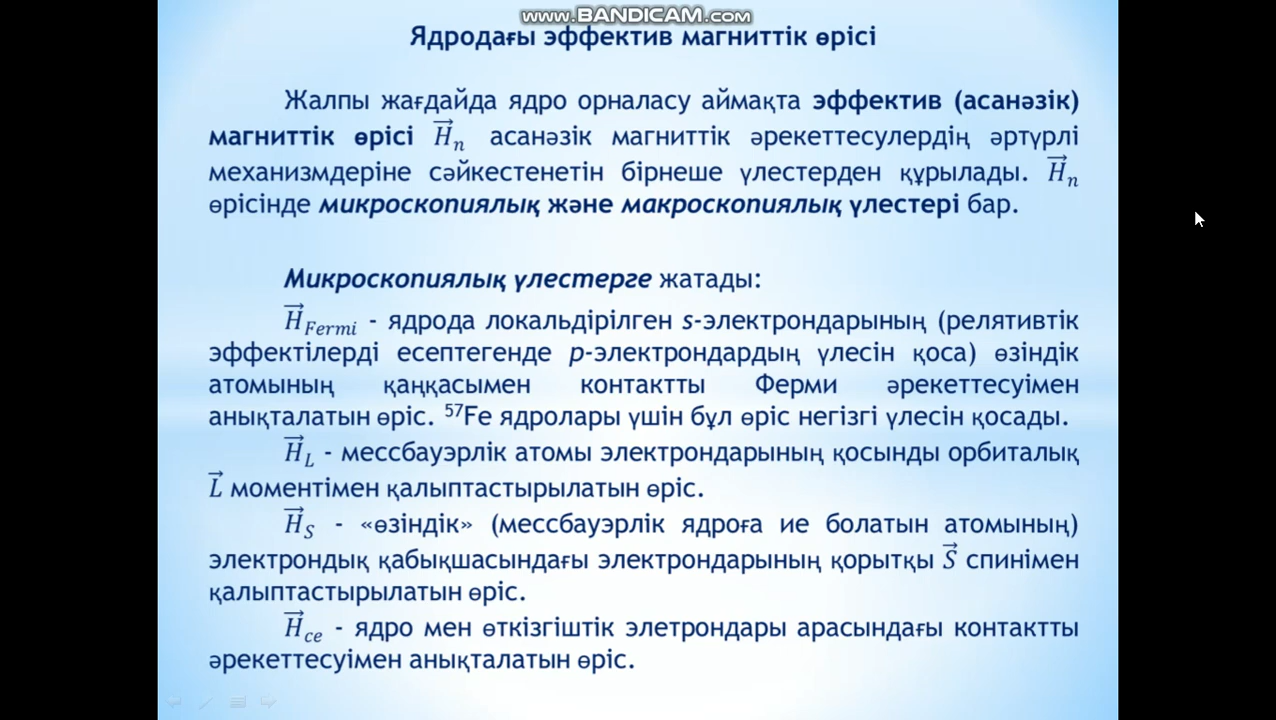 www.BANDICAM.com
Ядродағы эффектив магниттік өрісі
Жалпы жағдайда ядро орналасу аймақта эффектив (асанәзік)
магниттік өрісі H⃗ₙ асанәзік магниттік әрекеттесулердің әртүрлі
механизмдеріне сәйкестенетін бірнеше үлестерден құрылады. H⃗ₙ
өрісінде микроскопиялық және макроскопиялық үлестері бар.
Микроскопиялық үлестерге жатады:
H⃗_Fermi - ядрода локальдірілген s-электрондарының (релятивтік
эффектілерді есептегенде p-электрондардың үлесін қоса) өзіндік
атомының қаңқасымен контактты Ферми әрекеттесуімен
анықталатын өріс. ⁵⁷Fe ядролары үшін бұл өріс негізгі үлесін қосады.
H⃗_L - мессбауэрлік атомы электрондарының қосынды орбиталық
L⃗ моментімен қалыптастырылатын өріс.
H⃗_S - «өзіндік» (мессбауэрлік ядроға ие болатын атомының)
электрондық қабықшасындағы электрондарының қорытқы S⃗ спинімен
қалыптастырылатын өріс.
H⃗_ce - ядро мен өткізгіштік элетрондары арасындағы контактты
әрекеттесуімен анықталатын өріс.